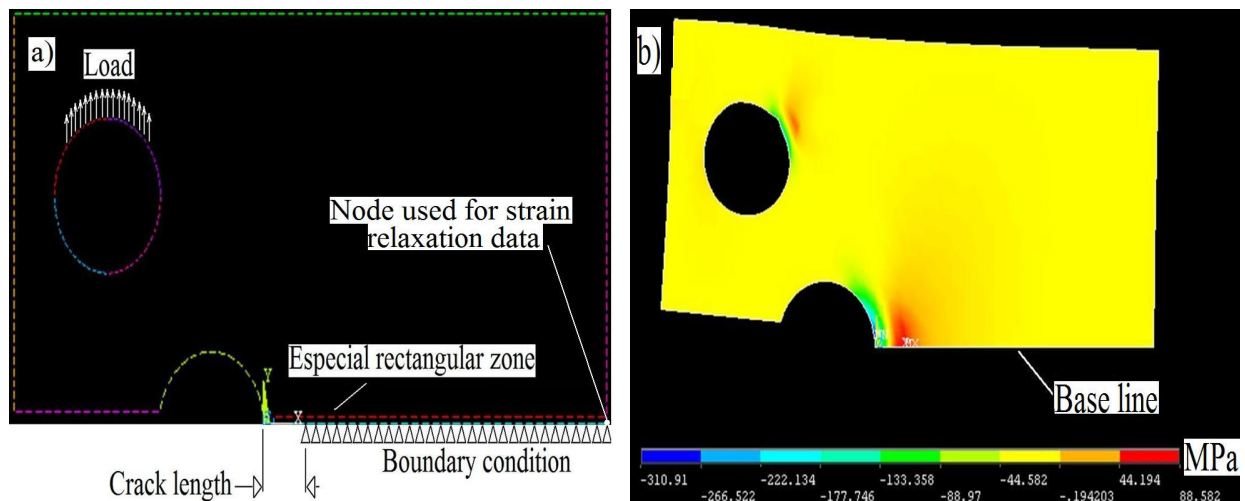 a)
Load
Node used for strain
relaxation data
Especial rectangular zone
Y
X
Boundary condition
Crack length
b)
Base line
MPa
-310.91 -222.134 -133.358 -44.582 44.194
-266.522 -177.746 -88.97 -.194203 88.582